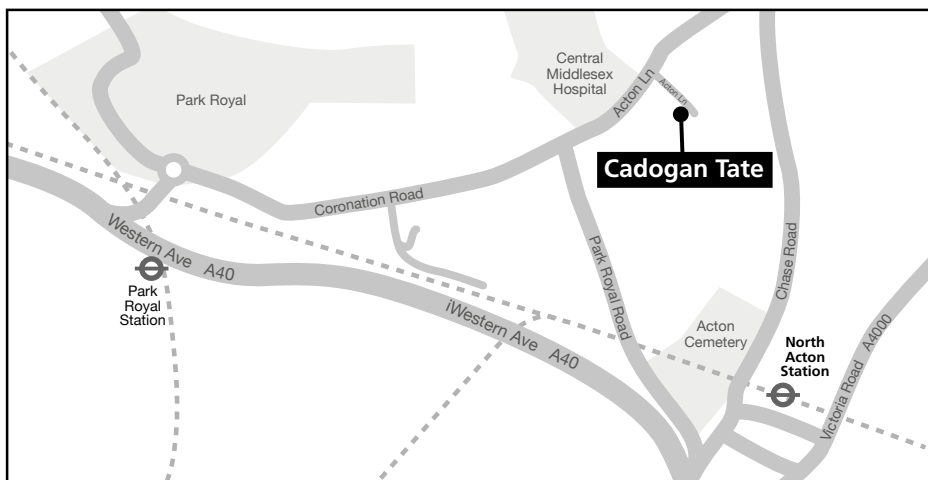 Central
Middlesex
Hospital
Park Royal
Acton Ln
Acton Ln
Cadogan Tate
Coronation Road
Western Ave A40
Park Royal Road
Chase Road
Park
Royal
Station
iWestern Ave A40
Acton
Cemetery
North
Acton
Station
Victoria Road A4000